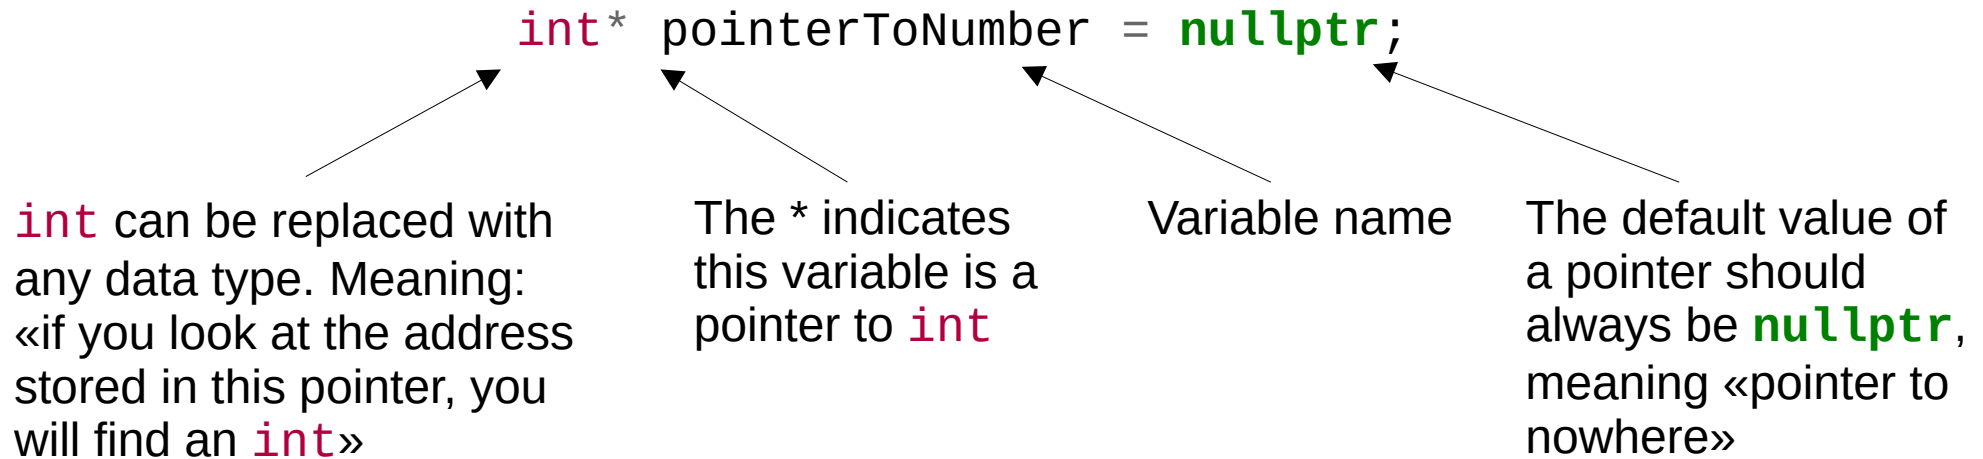 int* pointerToNumber = nullptr;
int can be replaced with
any data type. Meaning:
«if you look at the address
stored in this pointer, you
will find an int»
The * indicates
this variable is a
pointer to int
Variable name
The default value of
a pointer should
always be nullptr,
meaning «pointer to
nowhere»